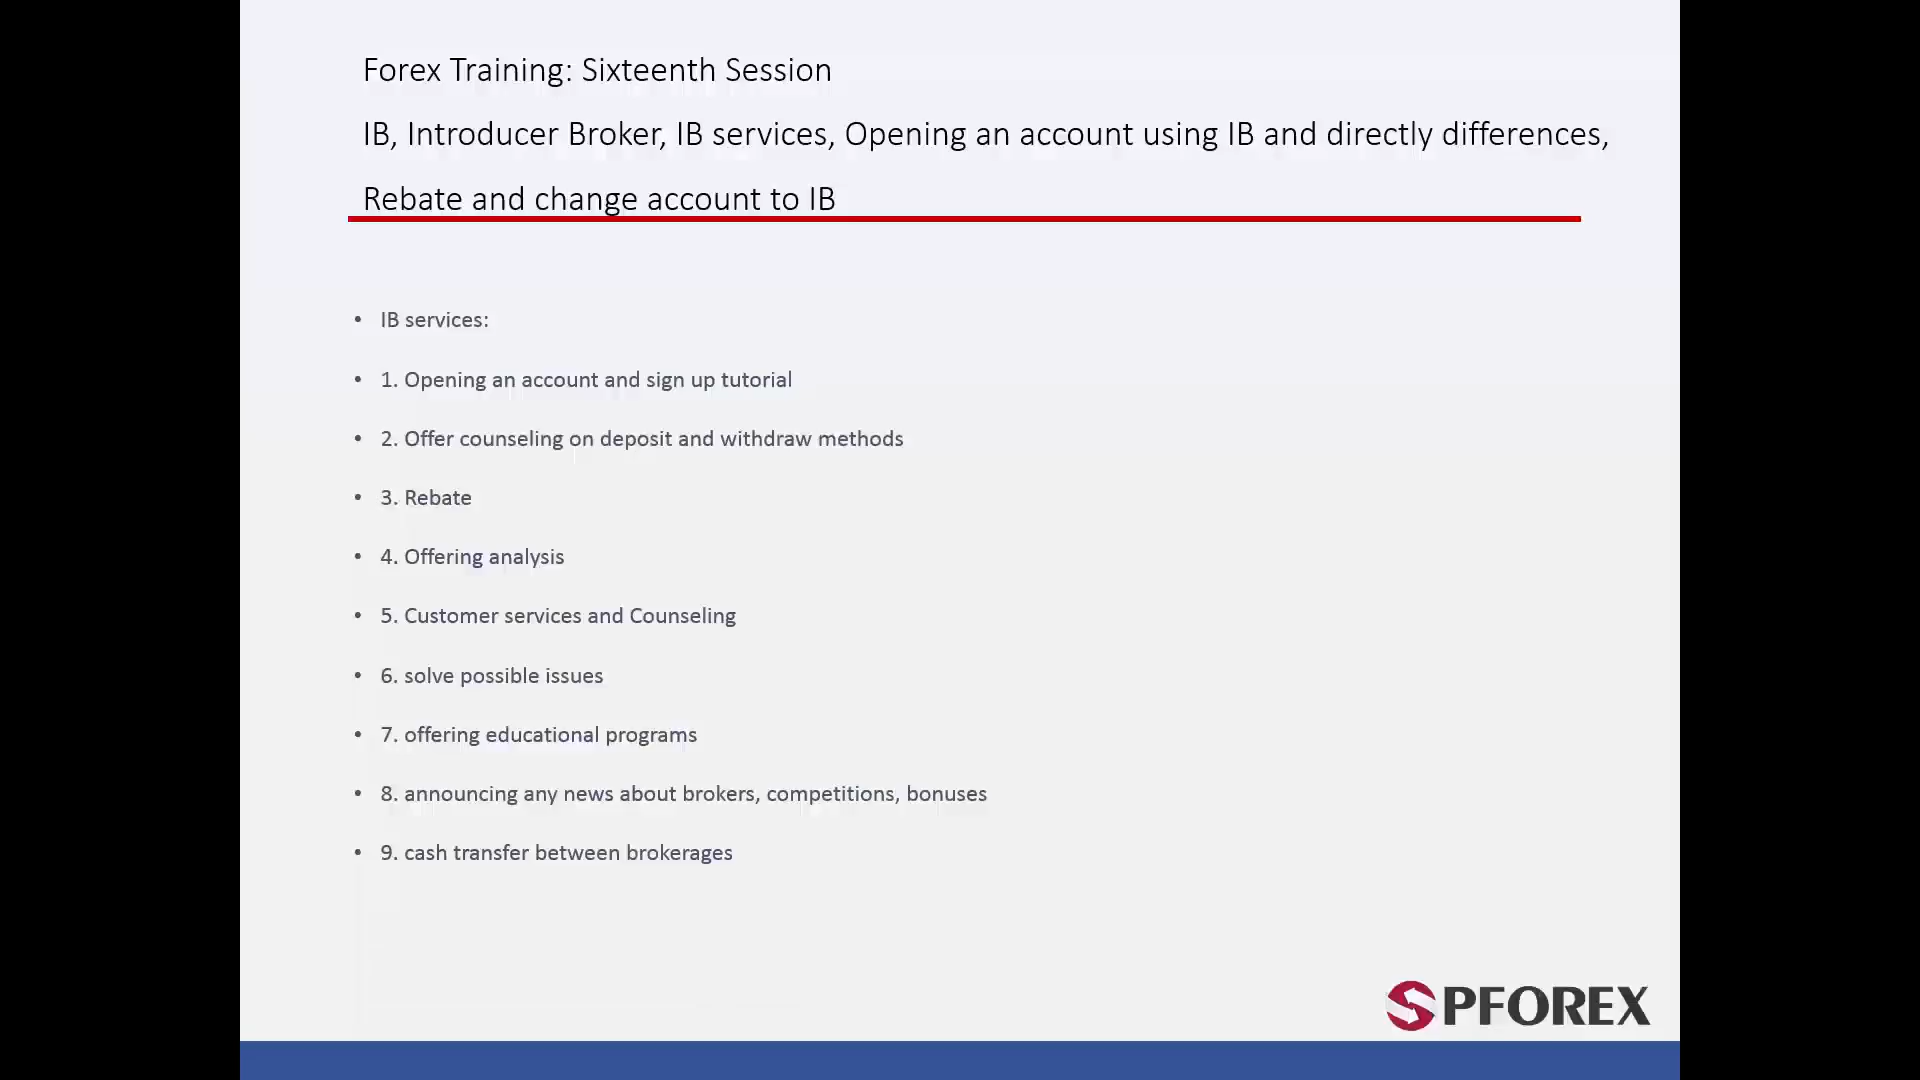 Forex Training: Sixteenth Session
IB, Introducer Broker, IB services, Opening an account using IB and directly differences,
Rebate and change account to IB
• IB services:
• 1. Opening an account and sign up tutorial
• 2. Offer counseling on deposit and withdraw methods
• 3. Rebate
• 4. Offering analysis
• 5. Customer services and Counseling
• 6. solve possible issues
• 7. offering educational programs
• 8. announcing any news about brokers, competitions, bonuses
• 9. cash transfer between brokerages
SPFOREX